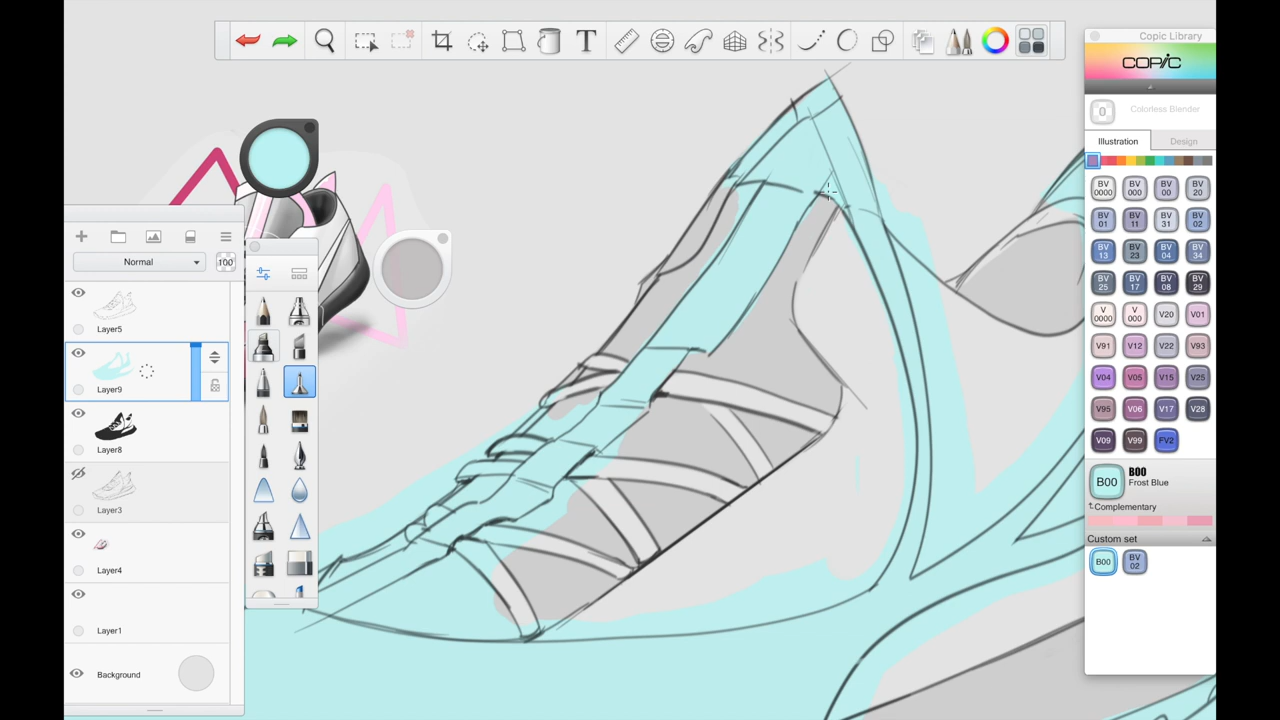 T
Copic Library
COPIC
0
Colorless Blender
Illustration
Design
BV 0000
BV 000
BV 00
BV 20
BV 01
BV 11
BV 31
BV 02
BV 13
BV 23
BV 04
BV 34
BV 25
BV 17
BV 08
BV 29
V 0000
V 000
V20
V01
V91
V12
V22
V93
V04
V05
V15
V25
V95
V06
V17
V28
V09
V99
FV2
B00
B00
Frost Blue
Complementary
Custom set
B00
BV 02
Normal
100
Layer5
Layer9
Layer8
Layer3
Layer4
Layer1
Background